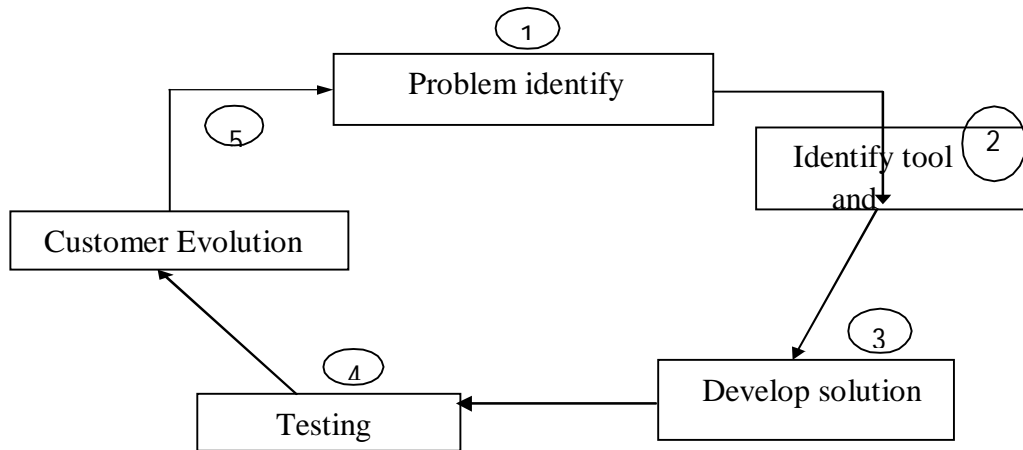 1
Problem identify
2
Identify tool
and
3
Develop solution
4
Testing
5
Customer Evolution